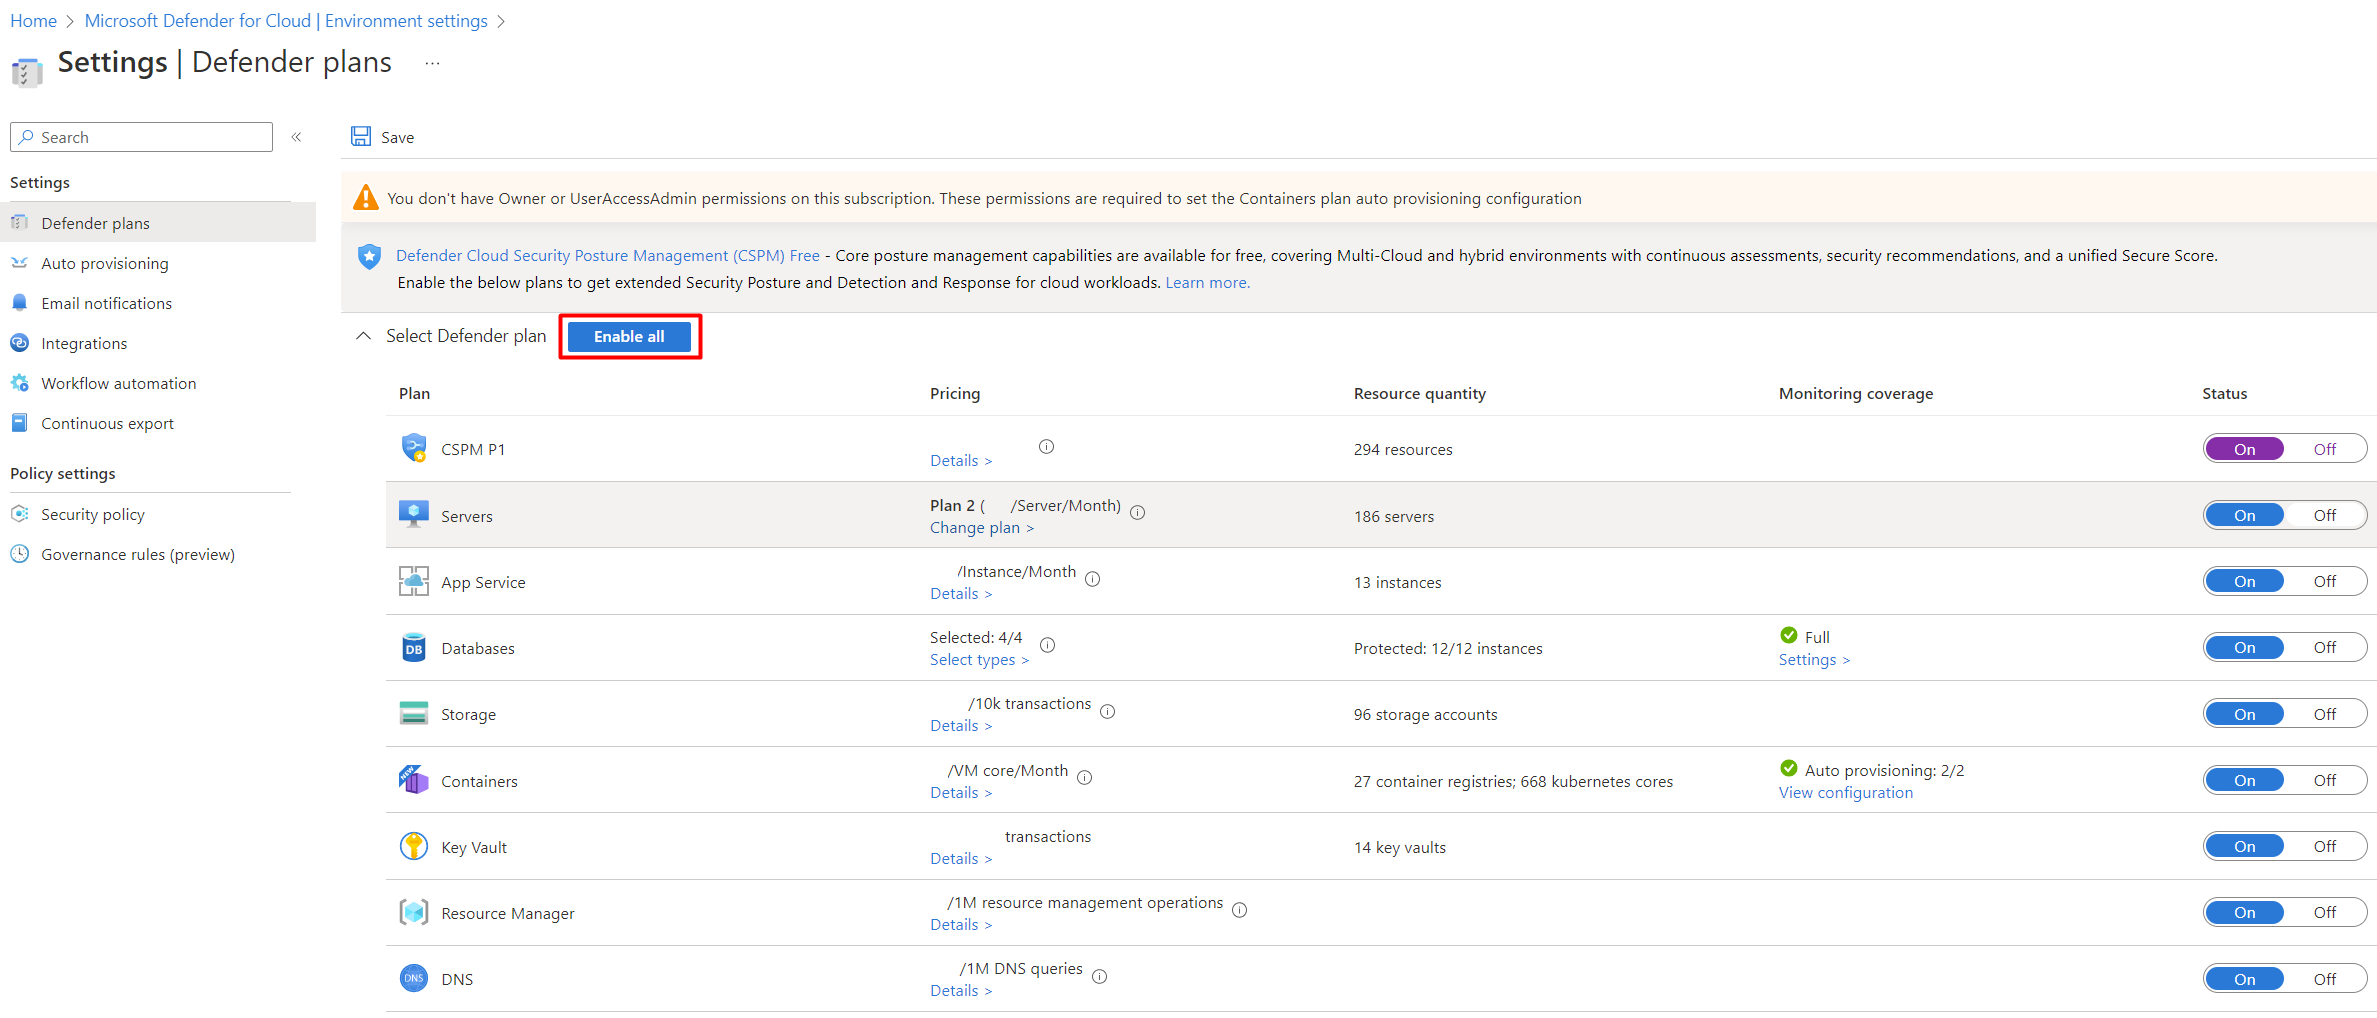 Home > Microsoft Defender for Cloud | Environment settings >
Settings | Defender plans ...
Search «
Save
Settings
Defender plans
Auto provisioning
Email notifications
Integrations
Workflow automation
Continuous export
Policy settings
Security policy
Governance rules (preview)
You don't have Owner or UserAccessAdmin permissions on this subscription. These permissions are required to set the Containers plan auto provisioning configuration
Defender Cloud Security Posture Management (CSPM) Free - Core posture management capabilities are available for free, covering Multi-Cloud and hybrid environments with continuous assessments, security recommendations, and a unified Secure Score.
Enable the below plans to get extended Security Posture and Detection and Response for cloud workloads. Learn more.
Select Defender plan Enable all
Plan Pricing Resource quantity Monitoring coverage Status
CSPM P1 294 resources On Off
Details >
Plan 2 ( /Server/Month)
Servers 186 servers On Off
Change plan >
/Instance/Month
App Service 13 instances On Off
Details >
Selected: 4/4 Full
Databases Protected: 12/12 instances On Off
Select types > Settings >
/10k transactions
Storage 96 storage accounts On Off
Details >
NEW
/VM core/Month Auto provisioning: 2/2
Containers 27 container registries; 668 kubernetes cores On Off
Details > View configuration
transactions
Key Vault 14 key vaults On Off
Details >
/1M resource management operations
Resource Manager On Off
Details >
/1M DNS queries
DNS DNS On Off
Details >